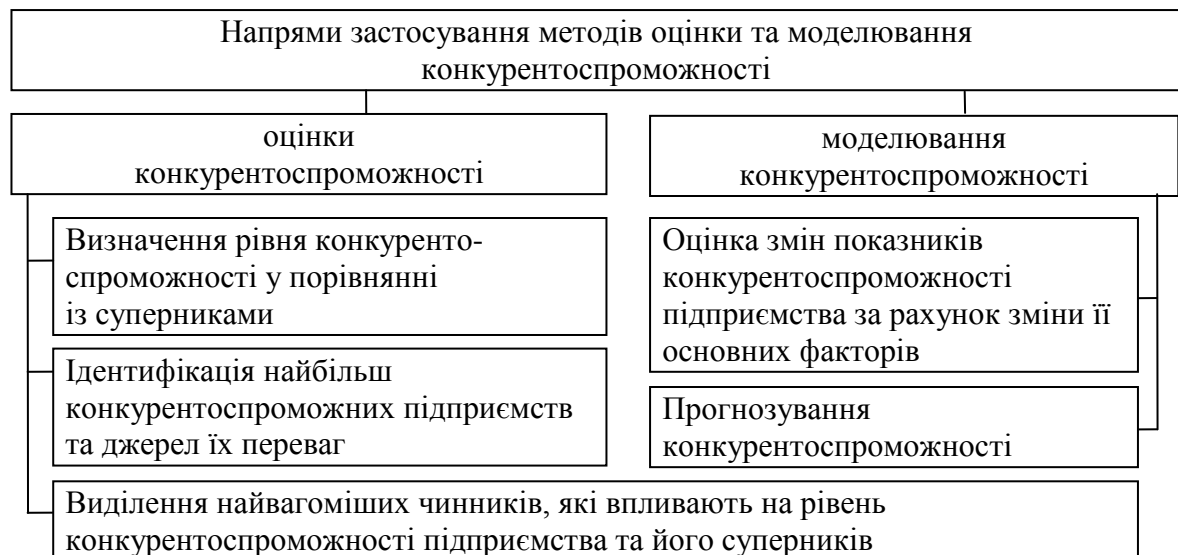 Напрями застосування методів оцінки та моделювання
конкурентоспроможності
оцінки
конкурентоспроможності
моделювання
конкурентоспроможності
Визначення рівня конкуренто-
спроможності у порівнянні
із суперниками
Ідентифікація найбільш
конкурентоспроможних підприємств
та джерел їх переваг
Оцінка змін показників
конкурентоспроможності
підприємства за рахунок зміни її
основних факторів
Прогнозування
конкурентоспроможності
Виділення найвагоміших чинників, які впливають на рівень
конкурентоспроможності підприємства та його суперників